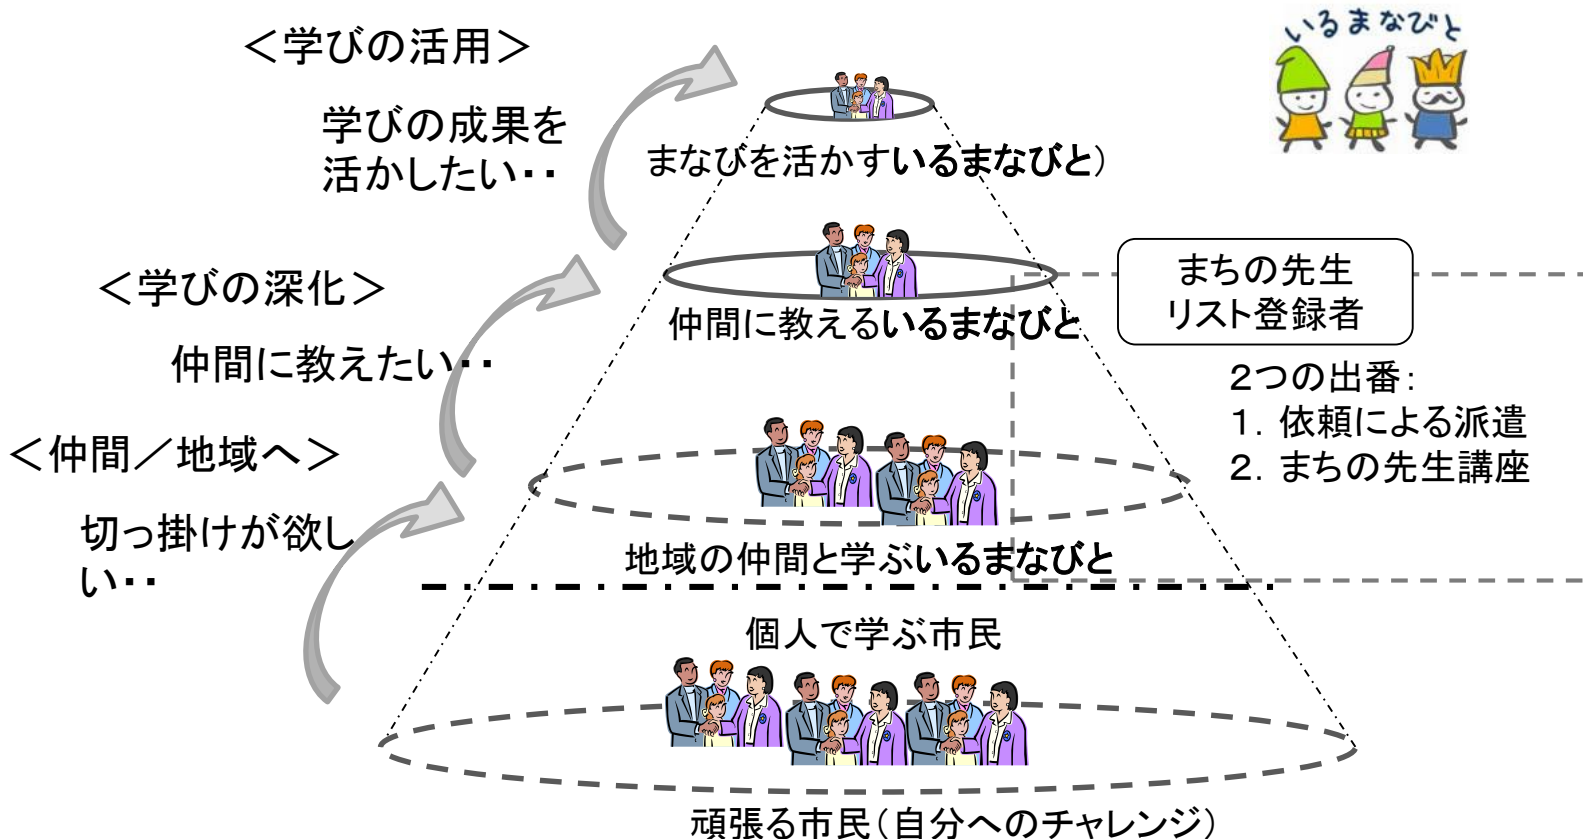 いるまなびと
＜学びの活用＞
学びの成果を
活かしたい・・
まなびを活かすいるまなびと）
＜学びの深化＞
仲間に教えたい・・
仲間に教えるいるまなびと
まちの先生
リスト登録者
２つの出番：
１．依頼による派遣
２．まちの先生講座
＜仲間／地域へ＞
切っ掛けが欲し
い・・
地域の仲間と学ぶいるまなびと
個人で学ぶ市民
頑張る市民（自分へのチャレンジ）